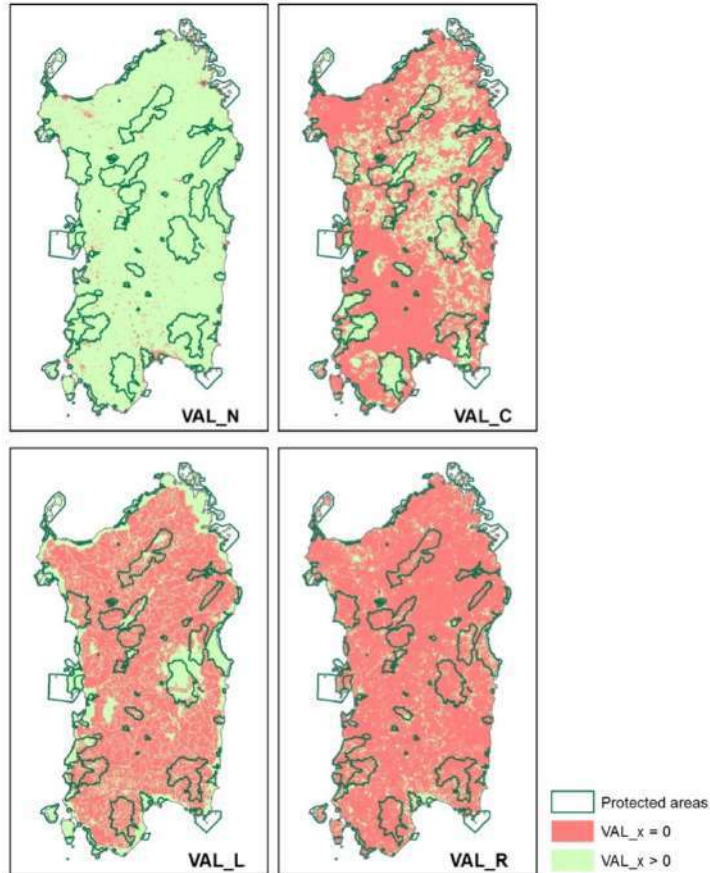 VAL_N
VAL_C
VAL_L
VAL_R
Protected areas
VAL_x = 0
VAL_x > 0